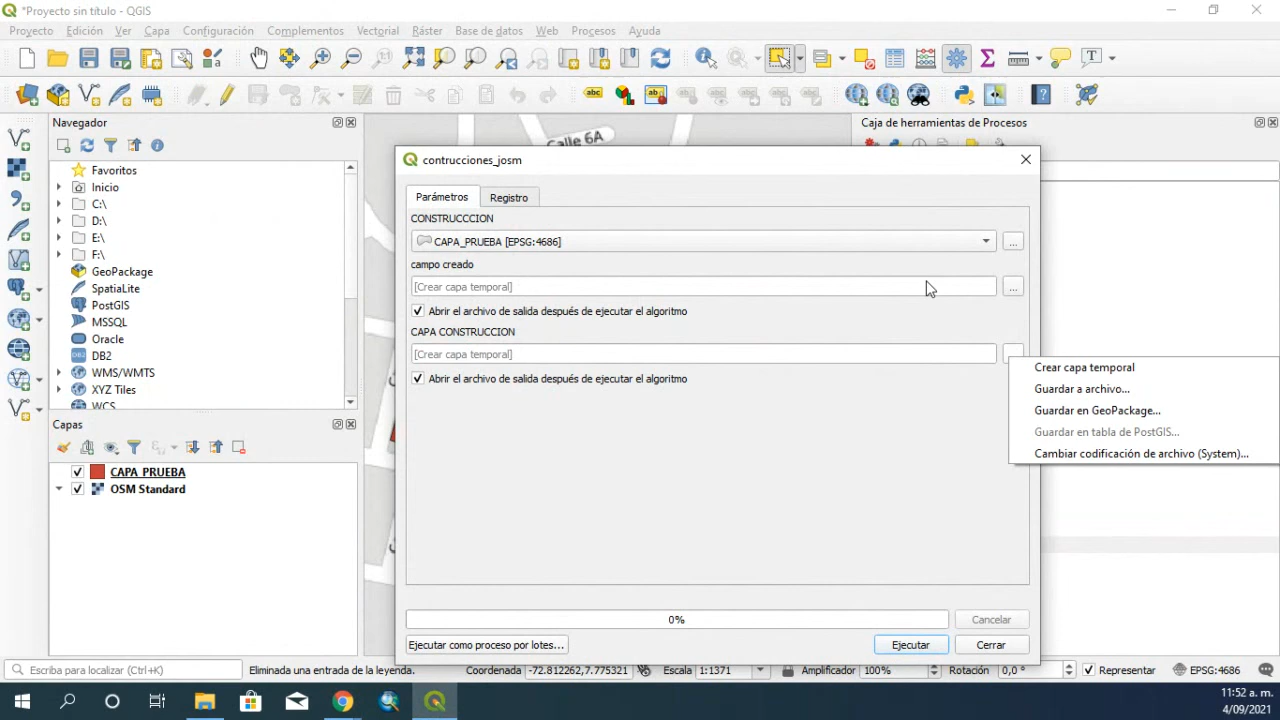 *Proyecto sin título - QGIS
Proyecto Edición Ver Capa Configuración Complementos Vectorial Ráster Base de datos Web Procesos Ayuda
Navegador
Caja de herramientas de Procesos
Calle 6A
contrucciones_josm
Favoritos
Inicio
C:\
D:\
E:\
F:\
GeoPackage
SpatiaLite
PostGIS
MSSQL
Oracle
DB2
WMS/WMTS
XYZ Tiles
WCS
Capas
CAPA PRUEBA
OSM Standard
Parámetros Registro
CONSTRUCCCION
CAPA_PRUEBA [EPSG:4686]
...
campo creado
[Crear capa temporal]
...
Abrir el archivo de salida después de ejecutar el algoritmo
CAPA CONSTRUCCION
[Crear capa temporal]
Abrir el archivo de salida después de ejecutar el algoritmo
Crear capa temporal
Guardar a archivo...
Guardar en GeoPackage...
Guardar en tabla de PostGIS...
Cambiar codificación de archivo (System)...
0%
Cancelar
Ejecutar como proceso por lotes...
Ejecutar
Cerrar
Escriba para localizar (Ctrl+K)
Eliminada una entrada de la leyenda.
Coordenada -72.812262,7.775321
Escala 1:1371
Amplificador 100%
Rotación 0,0 °
Representar
EPSG:4686
11:52 a. m.
4/09/2021